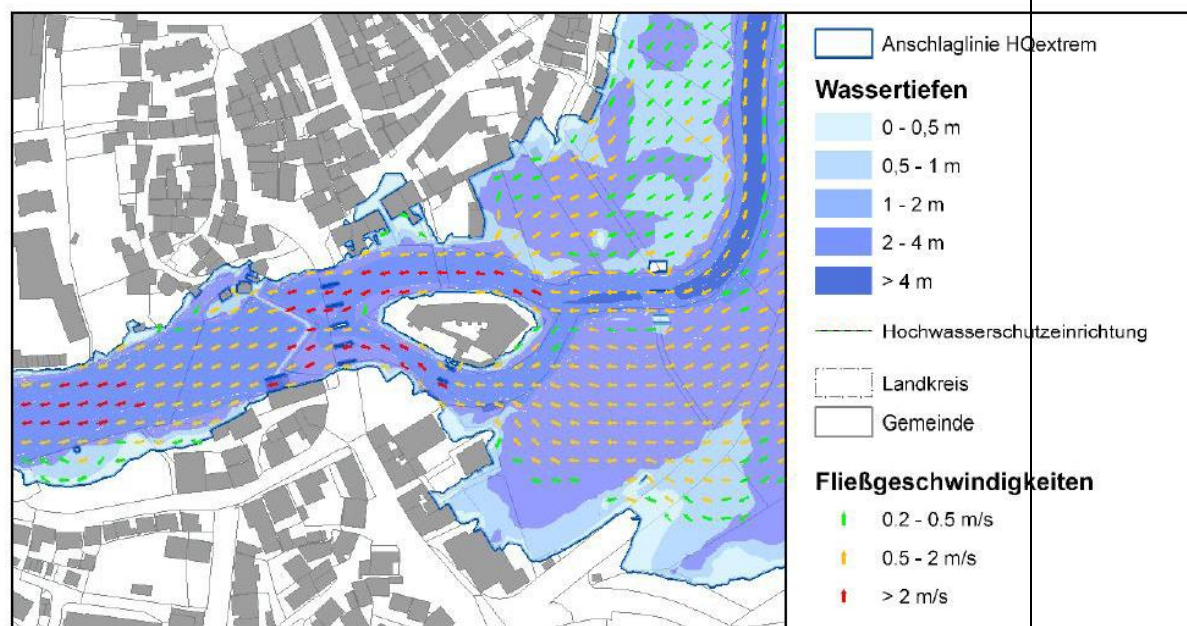 Anschlaglinie HQextrem
Wassertiefen
0 - 0,5 m
0,5 - 1 m
1 - 2 m
2 - 4 m
> 4 m
Hochwasserschutzeinrichtung
Landkreis
Gemeinde
Fließgeschwindigkeiten
0.2 - 0.5 m/s
0.5 - 2 m/s
> 2 m/s